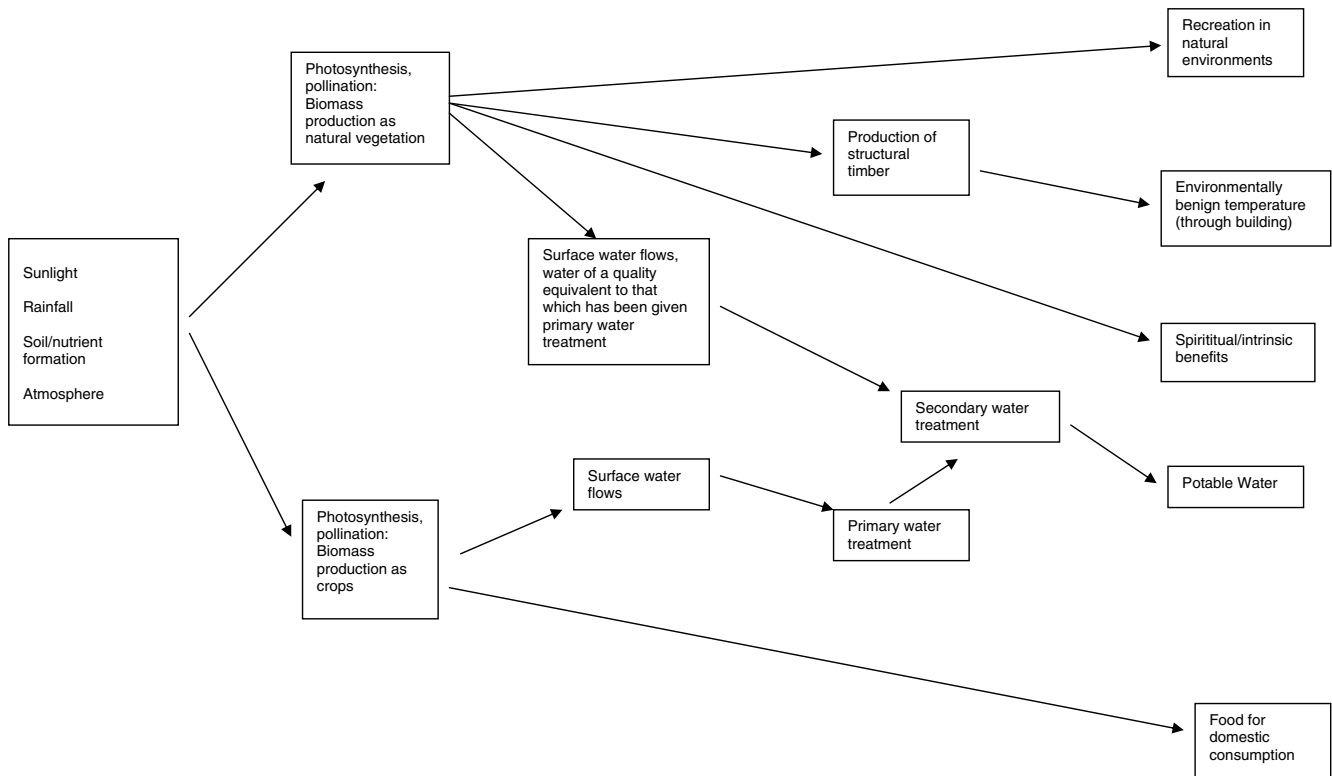 Recreation in
natural
environments
Photosynthesis,
pollination:
Biomass
production as
natural vegetation
Production of
structural
timber
Environmentally
benign temperature
(through building)
Sunlight
Rainfall
Soil/nutrient
formation
Atmosphere
Surface water flows,
water of a quality
equivalent to that
which has been given
primary water
treatment
Spirititual/intrinsic
benefits
Secondary water
treatment
Surface water
flows
Potable Water
Photosynthesis,
pollination:
Biomass
production as
crops
Primary water
treatment
Food for
domestic
consumption